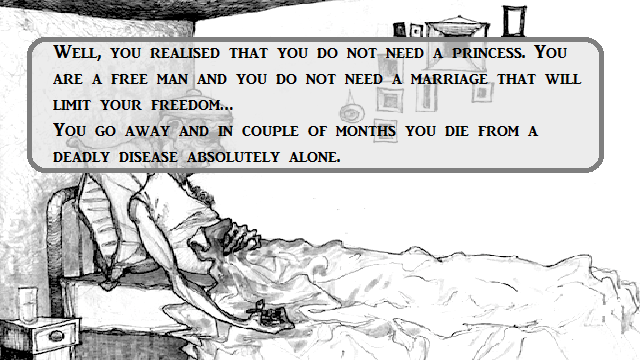 Well, you realised that you do not need a princess. You
are a free man and you do not need a marriage that will
limit your freedom...
You go away and in couple of months you die from a
deadly disease absolutely alone.